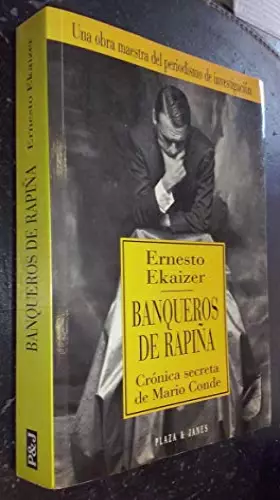 Una obra maestra del periodismo de investigación
Ernesto
Ekaizer
BANQUEROS
DE RAPIÑA
Crónica secreta
de Mario Conde
PLAZA & JANES
Ernesto Ekaizer
BANQUEROS DE RAPIÑA
P&J